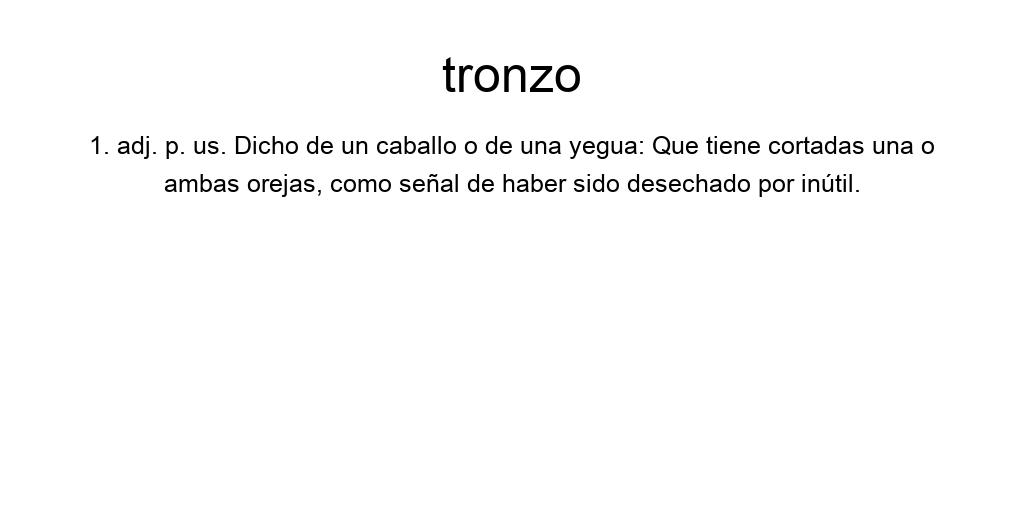 tronzo
1. adj. p. us. Dicho de un caballo o de una yegua: Que tiene cortadas una o
ambas orejas, como señal de haber sido desechado por inútil.